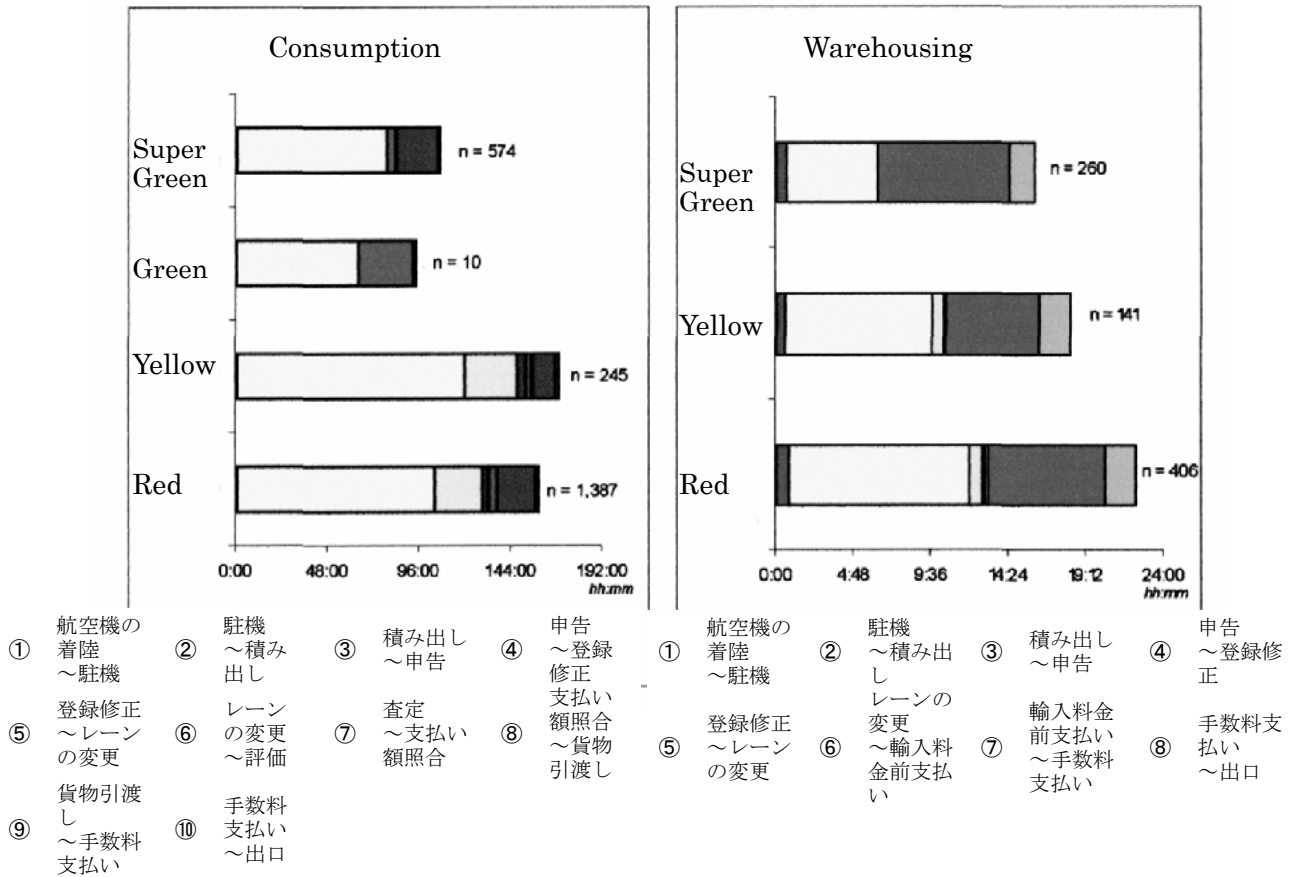 Consumption
Super
Green
n = 574
Green
n = 10
Yellow
n = 245
Red
n = 1,387
0:00 48:00 96:00 144:00 192:00
hh:mm
Warehousing
Super
Green
n = 260
Yellow
n = 141
Red
n = 406
0:00 4:48 9:36 14:24 19:12 24:00
hh:mm
①
航空機の
着陸
～駐機
②
駐機
～積み
出し
③
積み出し
～申告
④
申告
～登録
修正
⑤
登録修正
～レーン
の変更
⑥
レーン
の変更
～評価
⑦
査定
～支払い
額照合
⑧
支払い
額照合
～貨物
引渡し
⑨
貨物引渡
し
～手数料
支払い
⑩
手数料
支払い
～出口
①
航空機の
着陸
～駐機
②
駐機
～積み出
し
③
積み出し
～申告
④
申告
～登録修
正
⑤
登録修正
～レーン
の変更
⑥
レーンの
変更
～輸入料
金前支払
い
⑦
輸入料金
前支払い
～手数料
支払い
⑧
手数料支
払い
～出口